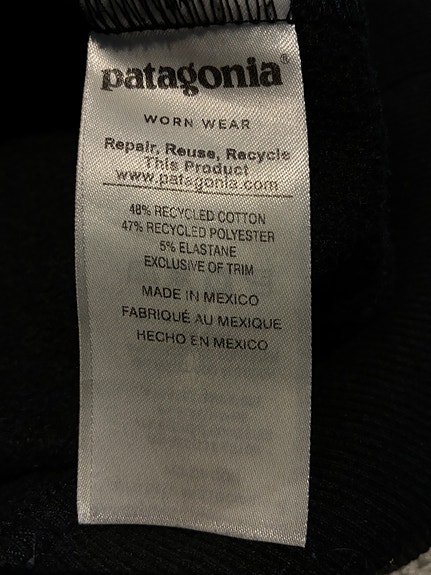 patagonia®
WORN WEAR
Repair, Reuse, Recycle
This Product
www.patagonia.com
48% RECYCLED COTTON
47% RECYCLED POLYESTER
5% ELASTANE
EXCLUSIVE OF TRIM
MADE IN MEXICO
FABRIQUÉ AU MEXIQUE
HECHO EN MEXICO